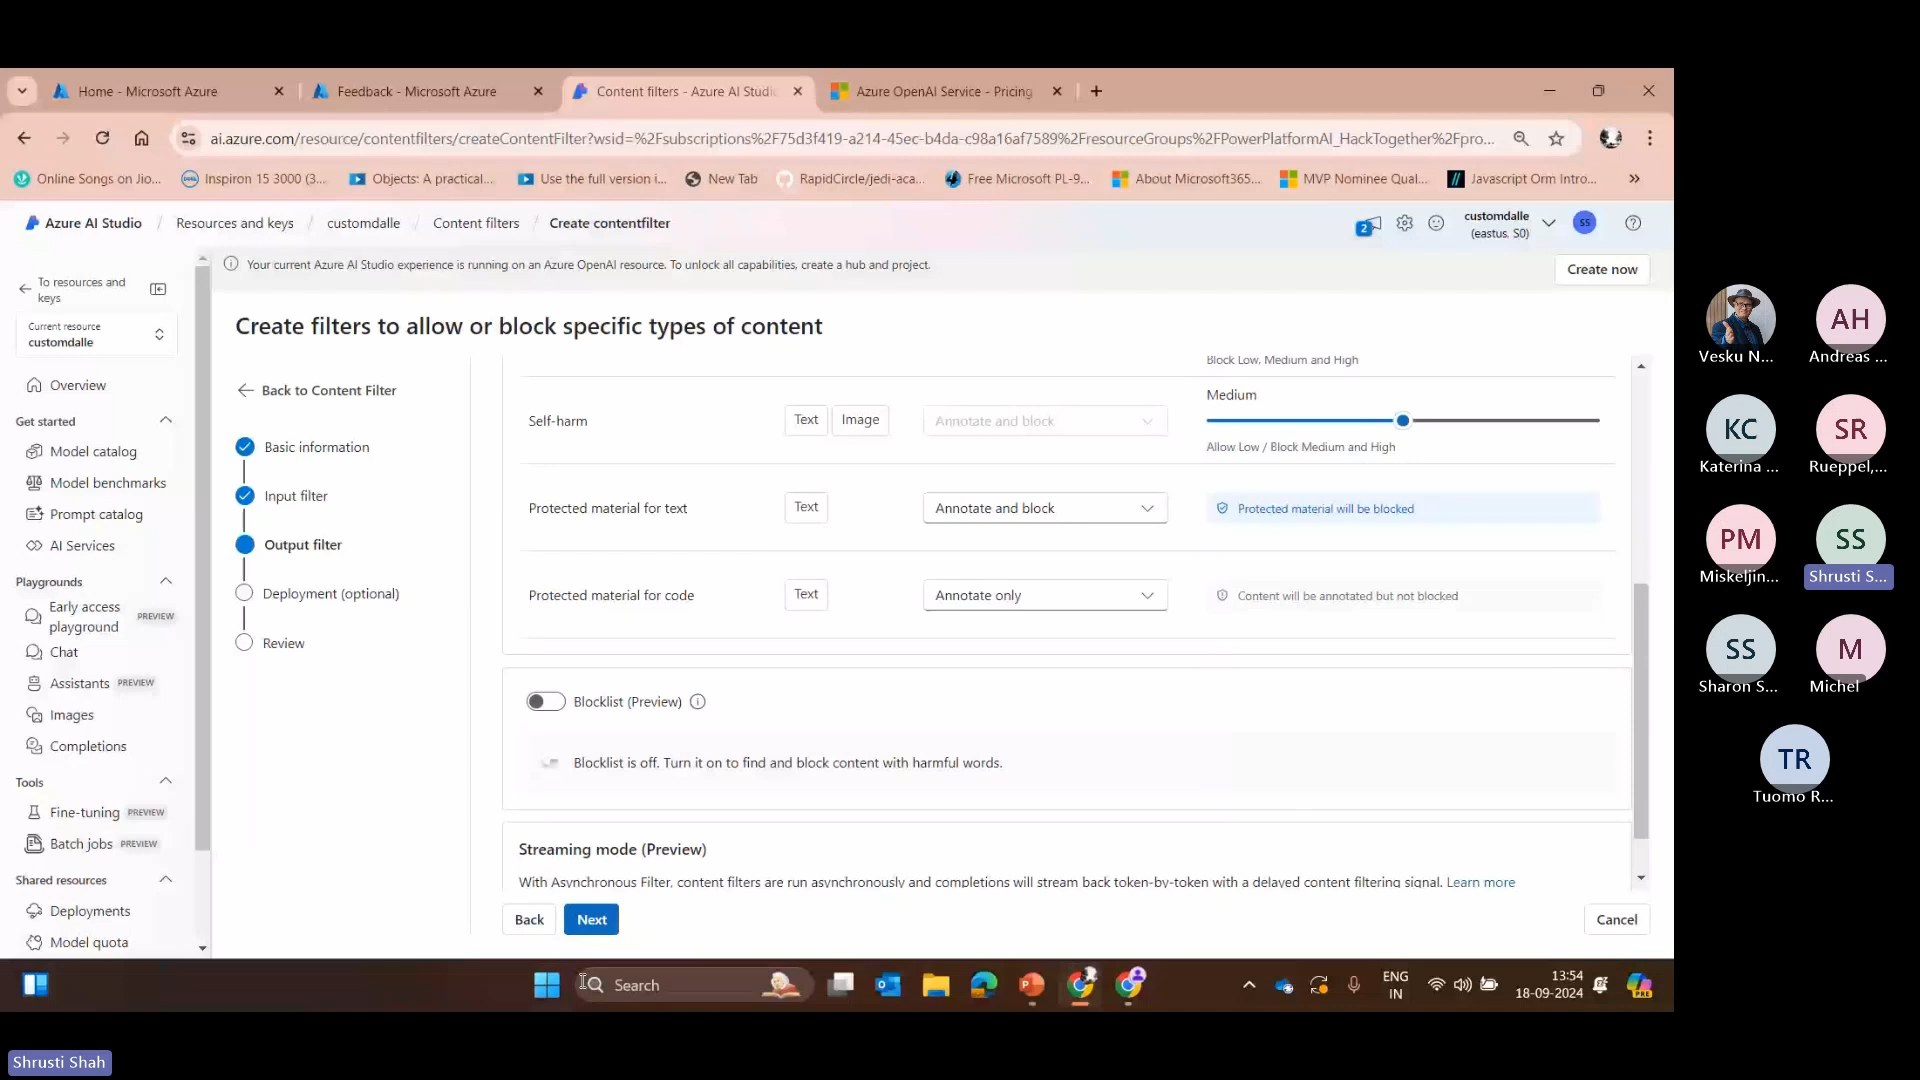 Home - Microsoft Azure
Feedback - Microsoft Azure
Content filters - Azure AI Studio
Azure OpenAI Service - Pricing
ai.azure.com/resource/contentfilters/createContentFilter?wsid=%2Fsubscriptions%2F75d3f419-a214-45ec-b4da-c98a16af7589%2FresourceGroups%2FPowerPlatformAI_HackTogether%2Fpro...
Online Songs on Jio...
Inspiron 15 3000 (3...
Objects: A practical...
Use the full version i...
New Tab
RapidCircle/jedi-aca...
Free Microsoft PL-9...
About Microsoft365...
MVP Nominee Qual...
Javascript Orm Intro...
Azure AI Studio / Resources and keys / customdalle / Content filters / Create contentfilter
2
customdalle
(eastus, S0)
SS
Your current Azure AI Studio experience is running on an Azure OpenAI resource. To unlock all capabilities, create a hub and project.
Create now
To resources and keys
Current resource
customdalle
Overview
Get started
Model catalog
Model benchmarks
Prompt catalog
AI Services
Playgrounds
Early access playground PREVIEW
Chat
Assistants PREVIEW
Images
Completions
Tools
Fine-tuning PREVIEW
Batch jobs PREVIEW
Shared resources
Deployments
Model quota
Create filters to allow or block specific types of content
Back to Content Filter
Basic information
Input filter
Output filter
Deployment (optional)
Review
Block Low, Medium and High
Self-harm
Text
Image
Annotate and block
Medium
Allow Low / Block Medium and High
Protected material for text
Text
Annotate and block
Protected material will be blocked
Protected material for code
Text
Annotate only
Content will be annotated but not blocked
Blocklist (Preview)
Blocklist is off. Turn it on to find and block content with harmful words.
Streaming mode (Preview)
With Asynchronous Filter, content filters are run asynchronously and completions will stream back token-by-token with a delayed content filtering signal. Learn more
Back
Next
Cancel
Search
ENG
IN
13:54
18-09-2024
PRE
Vesku N...
AH
Andreas ...
KC
Katerina ...
SR
Rueppel,...
PM
Miskeljin...
SS
Shrusti S...
SS
Sharon S...
M
Michel
TR
Tuomo R...
Shrusti Shah